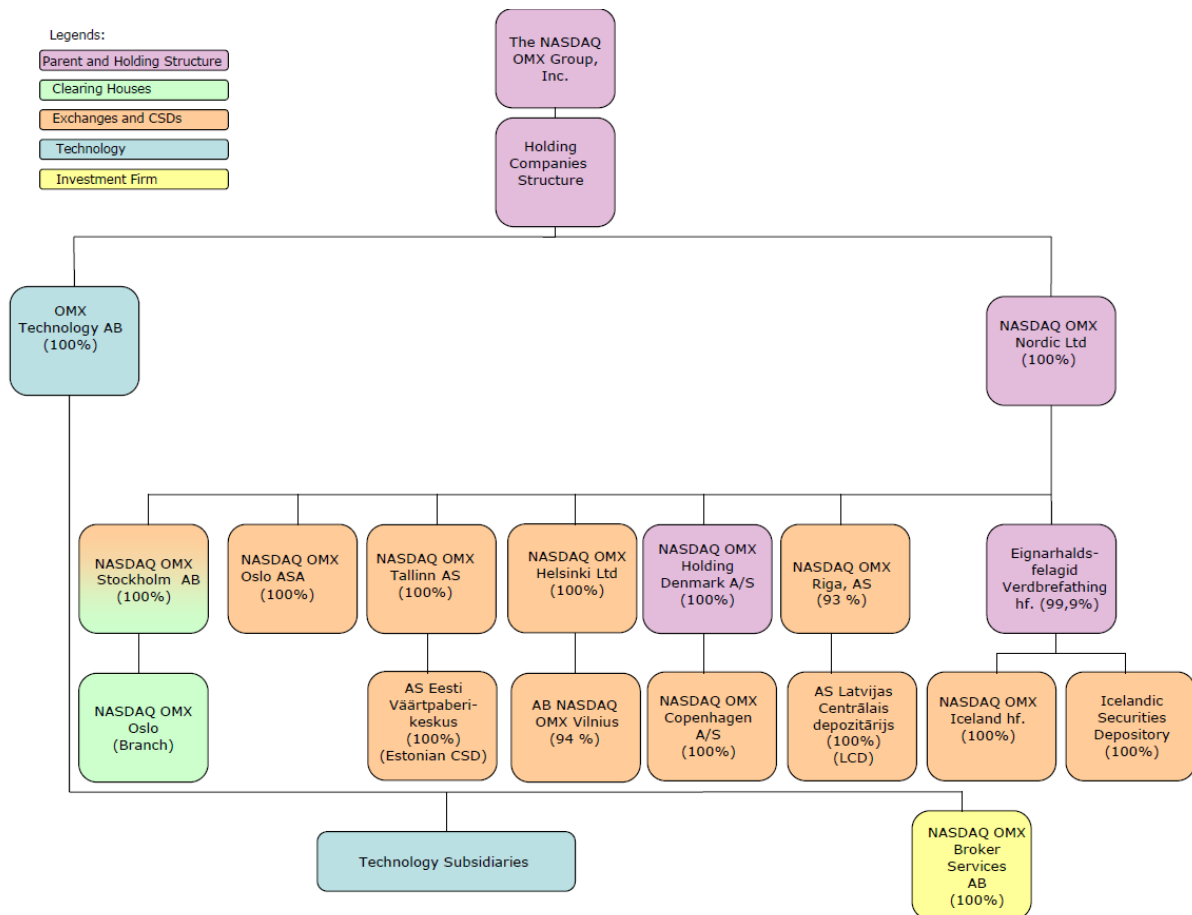 Legends:
Parent and Holding Structure
Clearing Houses
Exchanges and CSDs
Technology
Investment Firm
The NASDAQ
OMX Group,
Inc.
Holding
Companies
Structure
OMX
Technology AB
(100%)
NASDAQ OMX
Nordic Ltd
(100%)
NASDAQ OMX
Stockholm AB
(100%)
NASDAQ OMX
Oslo ASA
(100%)
NASDAQ OMX
Tallinn AS
(100%)
NASDAQ OMX
Helsinki Ltd
(100%)
NASDAQ OMX
Holding
Denmark A/S
(100%)
NASDAQ OMX
Riga, AS
(93 %)
Eignarhalds-
felagid
Verdbrefathing
hf. (99,9%)
NASDAQ OMX
Oslo
(Branch)
AS Eesti
Väärtpaberi-
keskus
(100%)
(Estonian CSD)
AB NASDAQ
OMX Vilnius
(94 %)
NASDAQ OMX
Copenhagen
A/S
(100%)
AS Latvijas
Centrālais
depozitārijs
(100%)
(LCD)
NASDAQ OMX
Iceland hf.
(100%)
Icelandic
Securities
Depository
(100%)
Technology Subsidiaries
NASDAQ OMX
Broker
Services
AB
(100%)